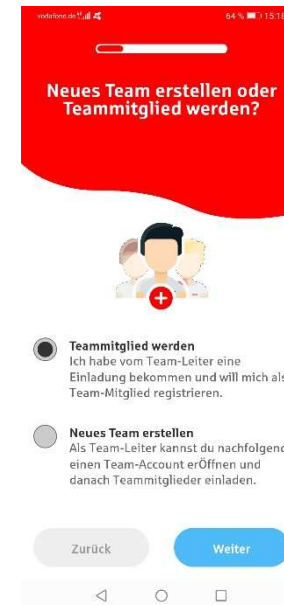 vodafone.de
64 % 15:18
Neues Team erstellen oder
Teammitglied werden?
Teammitglied werden
Ich habe vom Team-Leiter eine
Einladung bekommen und will mich als
Team-Mitglied registrieren.
Neues Team erstellen
Als Team-Leiter kannst du nachfolgend
einen Team-Account erÖffnen und
danach Teammitglieder einladen.
Zurück
Weiter